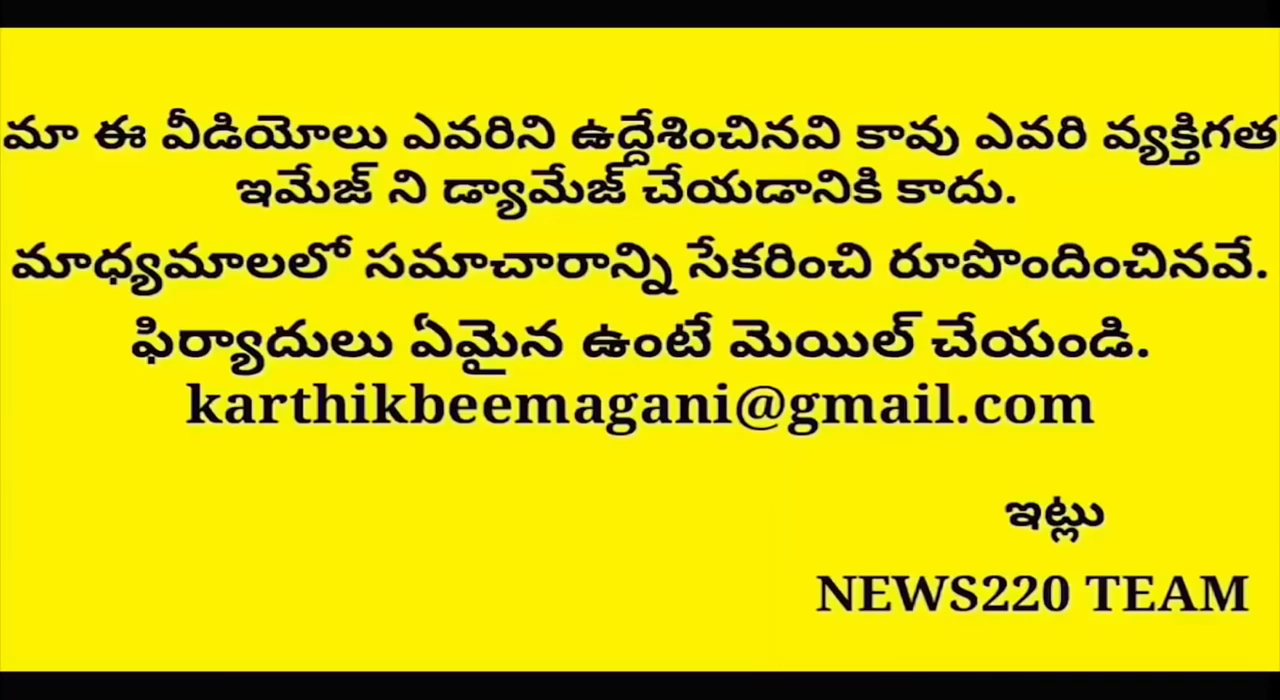 మా ఈ వీడియోలు ఎవరిని ఉద్దేశించినవి కావు ఎవరి వ్యక్తిగత
ఇమేజ్ ని డ్యామేజ్ చేయడానికి కాదు.
మాధ్యమాలలో సమాచారాన్ని సేకరించి రూపొందించినవే.
ఫిర్యాదులు ఏమైన ఉంటే మెయిల్ చేయండి.
karthikbeemagani@gmail.com
ఇట్లు
NEWS220 TEAM